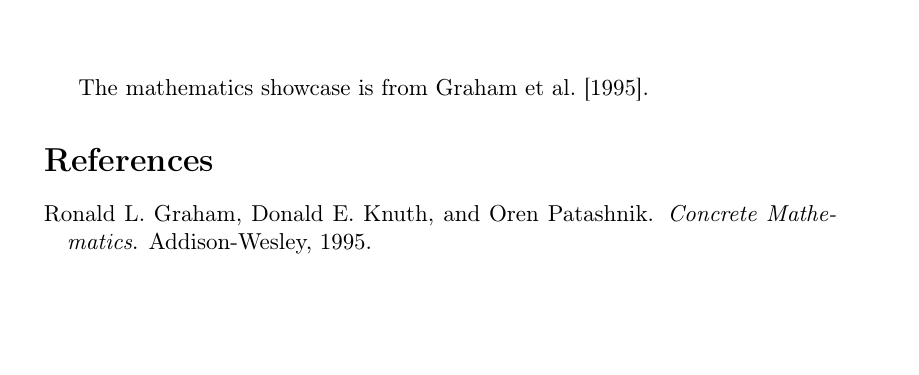 The mathematics showcase is from Graham et al. [1995].
References
Ronald L. Graham, Donald E. Knuth, and Oren Patashnik. Concrete Mathe-
matics. Addison-Wesley, 1995.